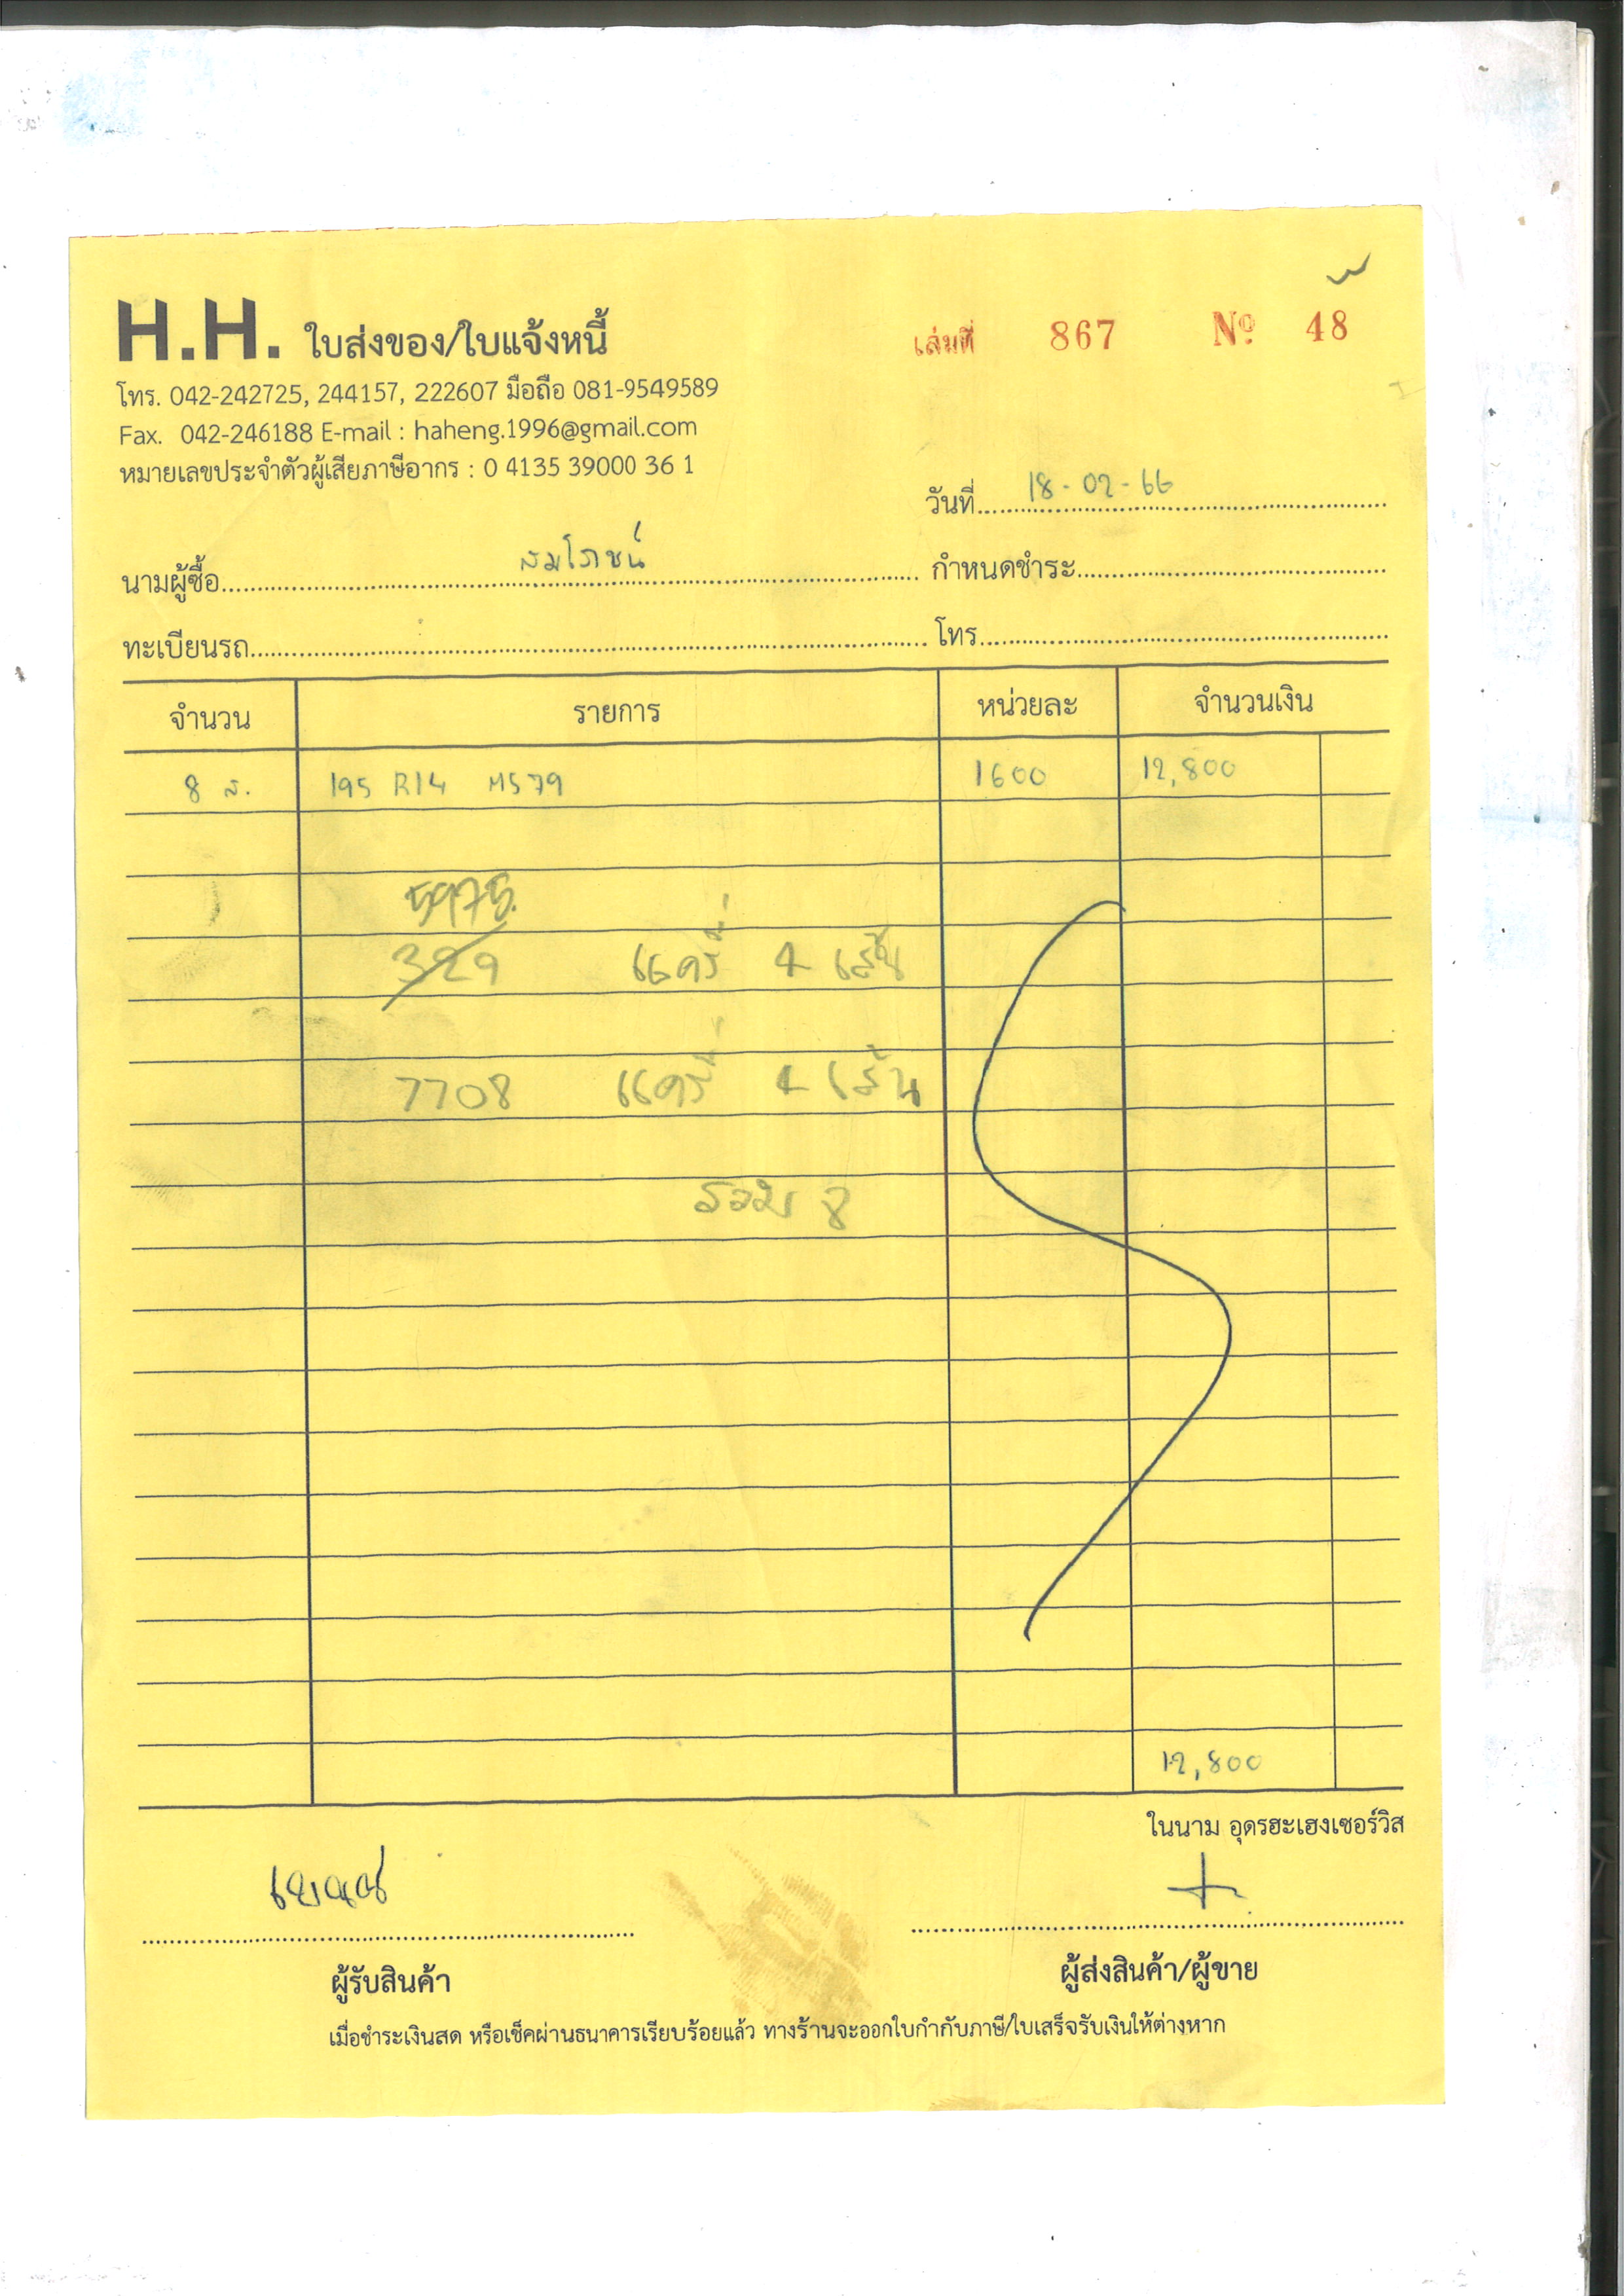 H.H. ใบส่งของ/ใบแจ้งหนี้ เล่มที่ 867 Nº 48
โทร. 042-242725, 244157, 222607 มือถือ 081-9549589
Fax. 042-246188 E-mail : haheng.1996@gmail.com
หมายเลขประจำตัวผู้เสียภาษีอากร : 0 4135 39000 36 1
วันที่ 18-02-66
นามผู้ซื้อ สมโภชน์ กำหนดชำระ
ทะเบียนรถ โทร
จำนวน รายการ หน่วยละ จำนวนเงิน
8 ส. 195 R14 MS79 1600 12,800
5975
329 แครี่ 4 เส้น
7708 แครี่ 4 เส้น
รวม 8
12,800
ในนาม อุดรฮะเฮงเซอร์วิส
ผู้รับสินค้า ผู้ส่งสินค้า/ผู้ขาย
เมื่อชำระเงินสด หรือเช็คผ่านธนาคารเรียบร้อยแล้ว ทางร้านจะออกใบกำกับภาษี/ใบเสร็จรับเงินให้ต่างหาก